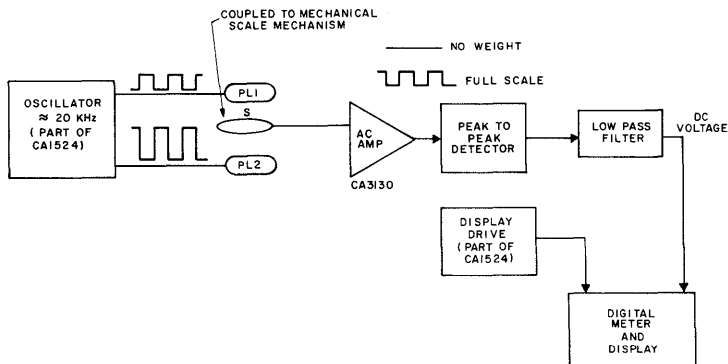 COUPLED TO MECHANICAL
SCALE MECHANISM
NO WEIGHT
FULL SCALE
OSCILLATOR
≈ 20 KHz
(PART OF
CA1524)
PL1
S
PL2
AC
AMP
CA3130
PEAK TO
PEAK
DETECTOR
LOW PASS
FILTER
DC
VOLTAGE
DISPLAY
DRIVE
(PART OF
CA1524)
DIGITAL
METER
AND
DISPLAY